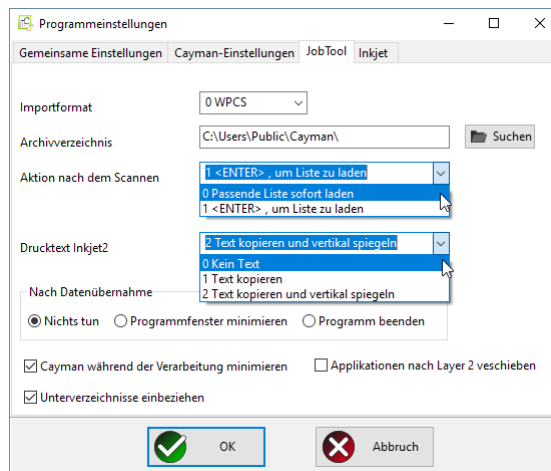 Programmeinstellungen
Gemeinsame Einstellungen Cayman-Einstellungen JobTool Inkjet
Importformat 0 WPCS
Archivverzeichnis C:\Users\Public\Cayman\ Suchen
Aktion nach dem Scannen 1 <ENTER> , um Liste zu laden
0 Passende Liste sofort laden
1 <ENTER> , um Liste zu laden
Drucktext Inkjet2 2 Text kopieren und vertikal spiegeln
0 Kein Text
1 Text kopieren
2 Text kopieren und vertikal spiegeln
Nach Datenübernahme
Nichts tun Programmfenster minimieren Programm beenden
Cayman während der Verarbeitung minimieren Applikationen nach Layer 2 veschieben
Unterverzeichnisse einbeziehen
OK Abbruch